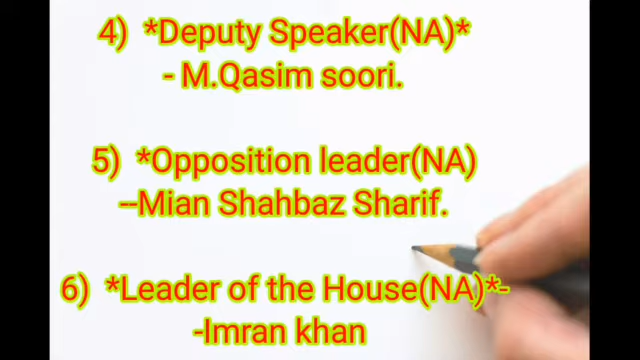 4) *Deputy Speaker(NA)*
- M.Qasim soori.
5) *Opposition leader(NA)
--Mian Shahbaz Sharif.
6) *Leader of the House(NA)*-
-Imran khan